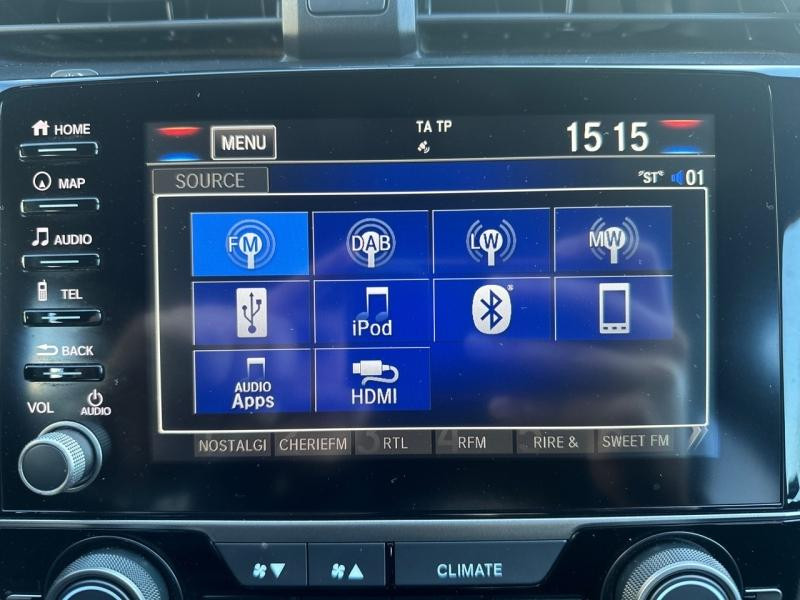 HOME
MAP
AUDIO
TEL
BACK
VOL
AUDIO
MENU
TA TP
15 15
SOURCE
"ST"
01
FM
DAB
LW
MW
iPod
AUDIO
Apps
HDMI
NOSTALGI
CHERIEFM
RTL
RFM
RIRE &
SWEET FM
CLIMATE